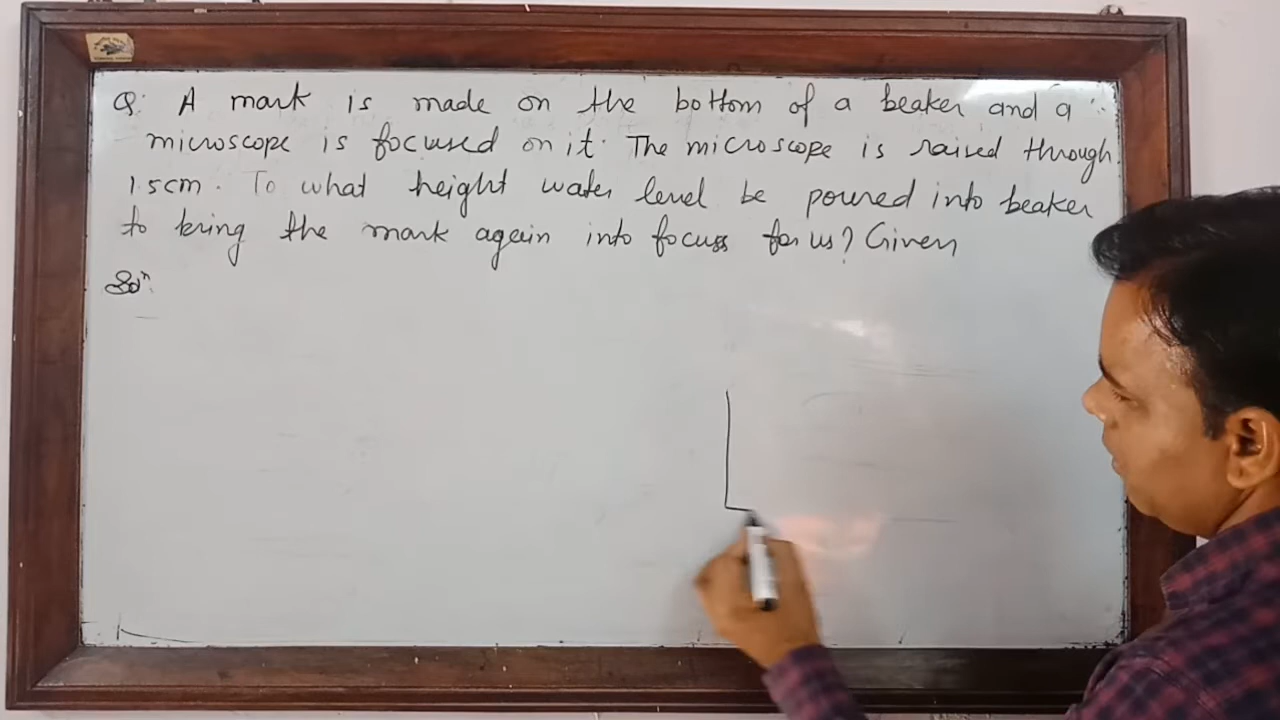 Q: A mark is made on the bottom of a beaker and a
microscope is focused on it. The microscope is raised through
1.5cm. To what height water level be poured into beaker
to bring the mark again into focus for us? Given
Solⁿ.